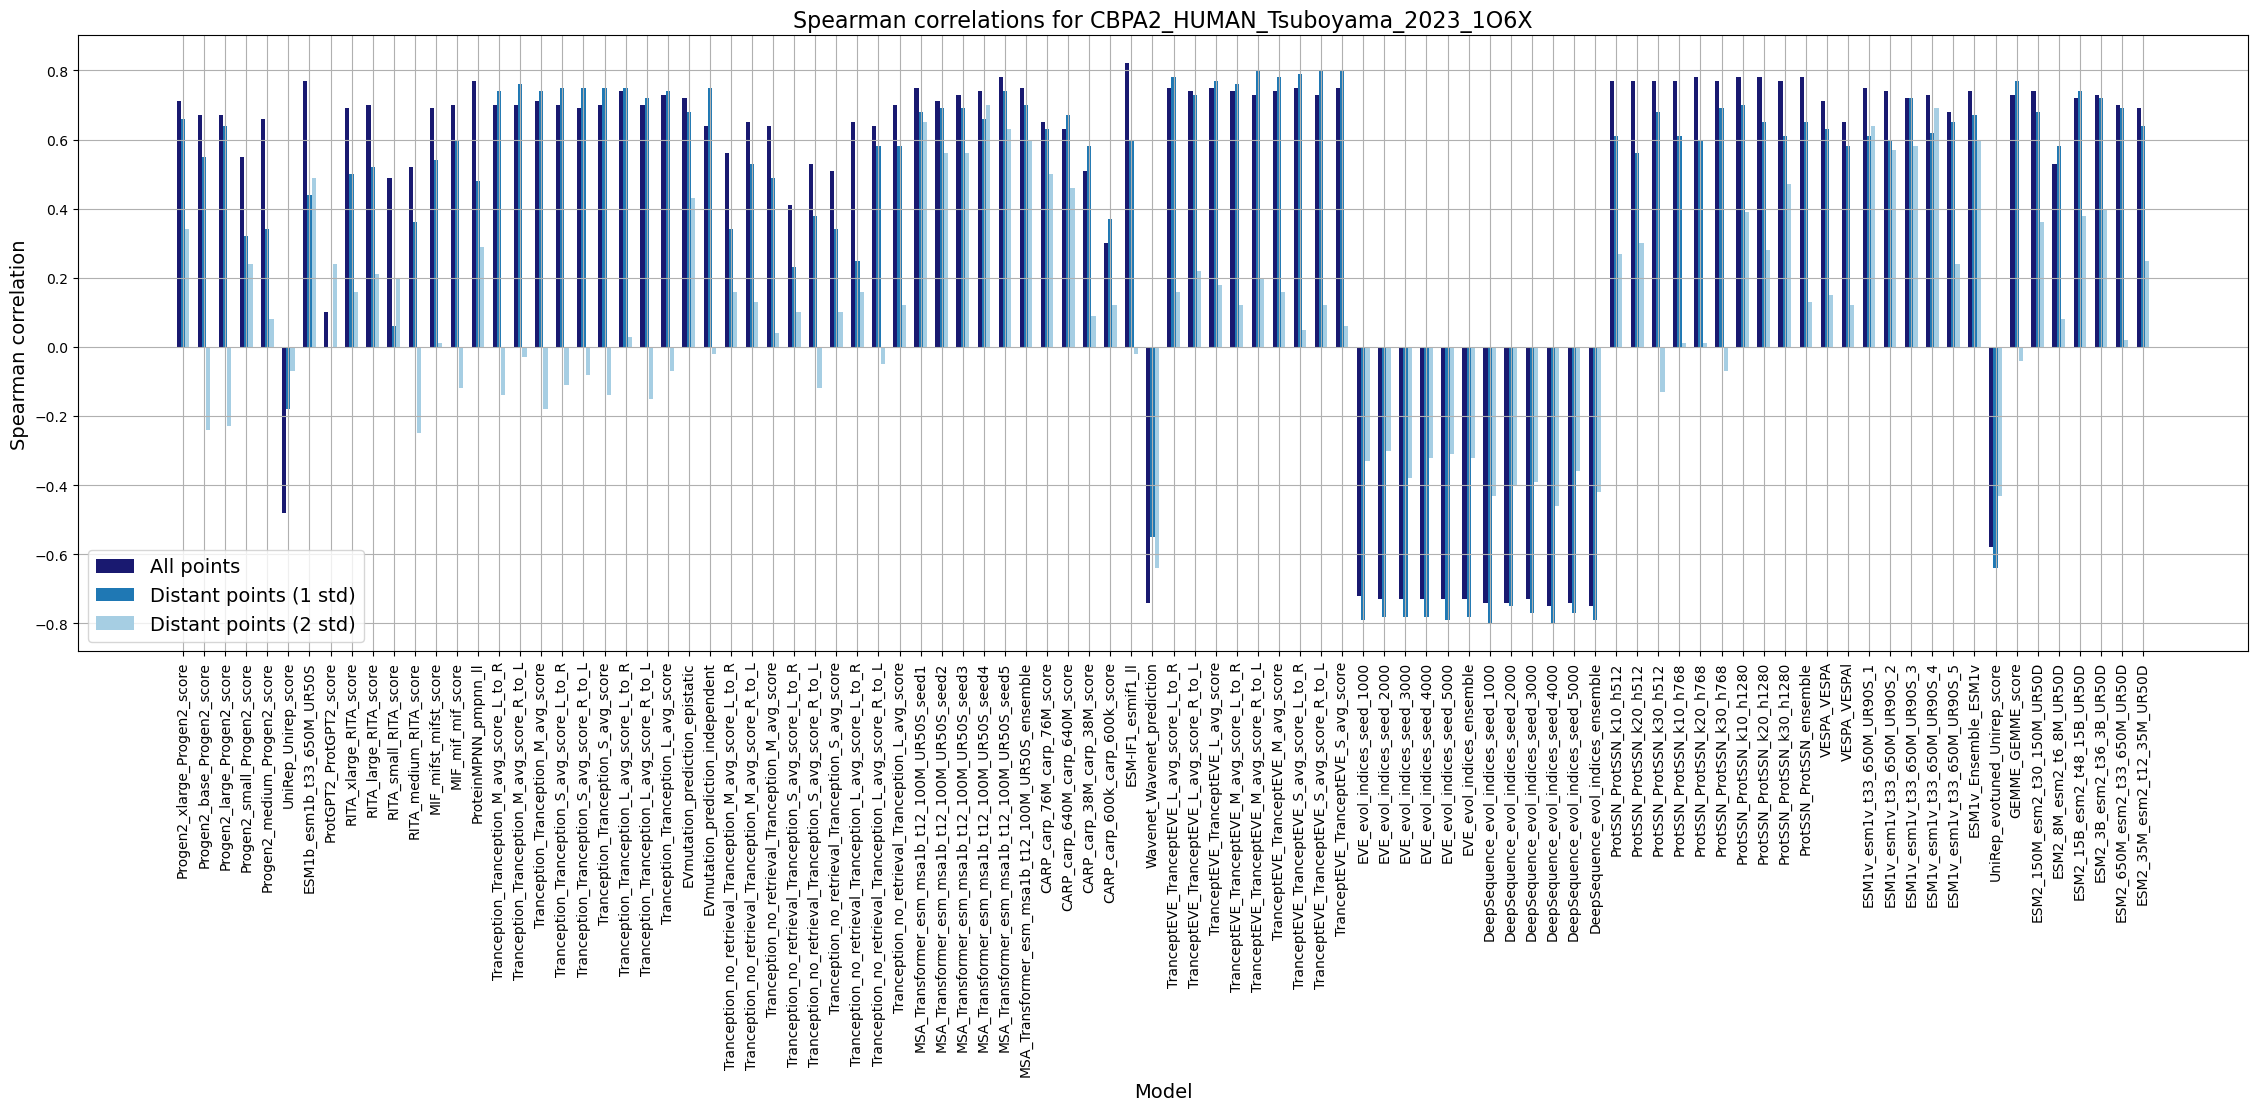 Spearman correlations for CBPA2_HUMAN_Tsuboyama_2023_1O6X
Spearman correlation
0.8
0.6
0.4
0.2
0.0
−0.2
−0.4
−0.6
−0.8
All points
Distant points (1 std)
Distant points (2 std)
Progen2_xlarge_Progen2_score
Progen2_base_Progen2_score
Progen2_large_Progen2_score
Progen2_small_Progen2_score
Progen2_medium_Progen2_score
UniRep_Unirep_score
ESM1b_esm1b_t33_650M_UR50S
ProtGPT2_ProtGPT2_score
RITA_xlarge_RITA_score
RITA_large_RITA_score
RITA_small_RITA_score
RITA_medium_RITA_score
MIF_mifst_mifst_score
MIF_mif_mif_score
ProteinMPNN_pmpnn_ll
Tranception_Tranception_M_avg_score_L_to_R
Tranception_Tranception_M_avg_score_R_to_L
Tranception_Tranception_M_avg_score
Tranception_Tranception_S_avg_score_L_to_R
Tranception_Tranception_S_avg_score_R_to_L
Tranception_Tranception_S_avg_score
Tranception_Tranception_L_avg_score_L_to_R
Tranception_Tranception_L_avg_score_R_to_L
Tranception_Tranception_L_avg_score
EVmutation_prediction_epistatic
EVmutation_prediction_independent
Tranception_no_retrieval_Tranception_M_avg_score_L_to_R
Tranception_no_retrieval_Tranception_M_avg_score_R_to_L
Tranception_no_retrieval_Tranception_M_avg_score
Tranception_no_retrieval_Tranception_S_avg_score_L_to_R
Tranception_no_retrieval_Tranception_S_avg_score_R_to_L
Tranception_no_retrieval_Tranception_S_avg_score
Tranception_no_retrieval_Tranception_L_avg_score_L_to_R
Tranception_no_retrieval_Tranception_L_avg_score_R_to_L
Tranception_no_retrieval_Tranception_L_avg_score
MSA_Transformer_esm_msa1b_t12_100M_UR50S_seed1
MSA_Transformer_esm_msa1b_t12_100M_UR50S_seed2
MSA_Transformer_esm_msa1b_t12_100M_UR50S_seed3
MSA_Transformer_esm_msa1b_t12_100M_UR50S_seed4
MSA_Transformer_esm_msa1b_t12_100M_UR50S_seed5
MSA_Transformer_esm_msa1b_t12_100M_UR50S_ensemble
CARP_carp_76M_carp_76M_score
CARP_carp_640M_carp_640M_score
CARP_carp_38M_carp_38M_score
CARP_carp_600k_carp_600k_score
ESM-IF1_esmif1_ll
Wavenet_Wavenet_prediction
TranceptEVE_TranceptEVE_L_avg_score_L_to_R
TranceptEVE_TranceptEVE_L_avg_score_R_to_L
TranceptEVE_TranceptEVE_L_avg_score
TranceptEVE_TranceptEVE_M_avg_score_L_to_R
TranceptEVE_TranceptEVE_M_avg_score_R_to_L
TranceptEVE_TranceptEVE_M_avg_score
TranceptEVE_TranceptEVE_S_avg_score_L_to_R
TranceptEVE_TranceptEVE_S_avg_score_R_to_L
TranceptEVE_TranceptEVE_S_avg_score
EVE_evol_indices_seed_1000
EVE_evol_indices_seed_2000
EVE_evol_indices_seed_3000
EVE_evol_indices_seed_4000
EVE_evol_indices_seed_5000
EVE_evol_indices_ensemble
DeepSequence_evol_indices_seed_1000
DeepSequence_evol_indices_seed_2000
DeepSequence_evol_indices_seed_3000
DeepSequence_evol_indices_seed_4000
DeepSequence_evol_indices_seed_5000
DeepSequence_evol_indices_ensemble
ProtSSN_ProtSSN_k10_h512
ProtSSN_ProtSSN_k20_h512
ProtSSN_ProtSSN_k30_h512
ProtSSN_ProtSSN_k10_h768
ProtSSN_ProtSSN_k20_h768
ProtSSN_ProtSSN_k30_h768
ProtSSN_ProtSSN_k10_h1280
ProtSSN_ProtSSN_k20_h1280
ProtSSN_ProtSSN_k30_h1280
ProtSSN_ProtSSN_ensemble
VESPA_VESPA
VESPA_VESPAl
ESM1v_esm1v_t33_650M_UR90S_1
ESM1v_esm1v_t33_650M_UR90S_2
ESM1v_esm1v_t33_650M_UR90S_3
ESM1v_esm1v_t33_650M_UR90S_4
ESM1v_esm1v_t33_650M_UR90S_5
ESM1v_Ensemble_ESM1v
UniRep_evotuned_Unirep_score
GEMME_GEMME_score
ESM2_150M_esm2_t30_150M_UR50D
ESM2_8M_esm2_t6_8M_UR50D
ESM2_15B_esm2_t48_15B_UR50D
ESM2_3B_esm2_t36_3B_UR50D
ESM2_650M_esm2_t33_650M_UR50D
ESM2_35M_esm2_t12_35M_UR50D
Model